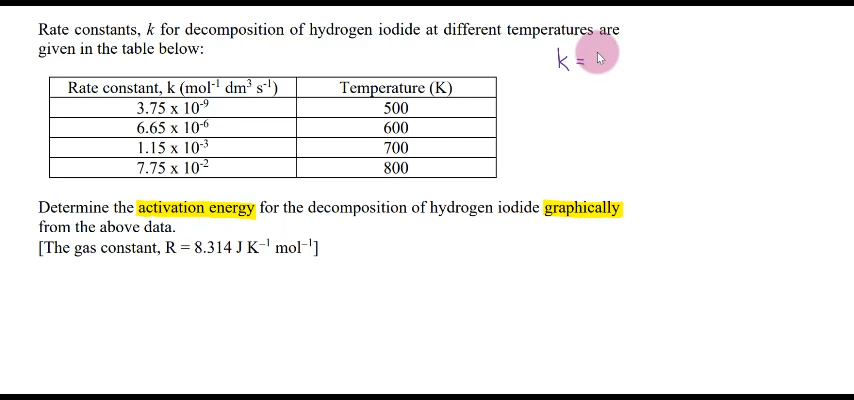 Rate constants, k for decomposition of hydrogen iodide at different temperatures are
given in the table below:
k =
Rate constant, k (mol⁻¹ dm³ s⁻¹) Temperature (K)
3.75 x 10⁻⁹ 500
6.65 x 10⁻⁶ 600
1.15 x 10⁻³ 700
7.75 x 10⁻² 800
Determine the activation energy for the decomposition of hydrogen iodide graphically
from the above data.
[The gas constant, R = 8.314 J K⁻¹ mol⁻¹]